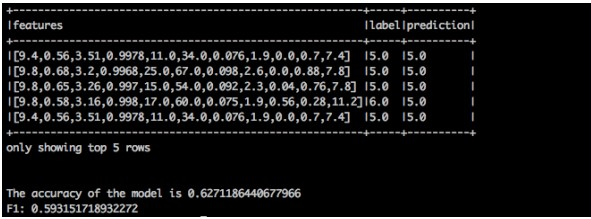 +--------------------------------------------------------+-----+----------+
|features                                                |label|prediction|
+--------------------------------------------------------+-----+----------+
|[9.4,0.56,3.51,0.9978,11.0,34.0,0.076,1.9,0.0,0.7,7.4]  |5.0  |5.0       |
|[9.8,0.68,3.2,0.9968,25.0,67.0,0.098,2.6,0.0,0.88,7.8]  |5.0  |5.0       |
|[9.8,0.65,3.26,0.997,15.0,54.0,0.092,2.3,0.04,0.76,7.8] |5.0  |5.0       |
|[9.8,0.58,3.16,0.998,17.0,60.0,0.075,1.9,0.56,0.28,11.2]|6.0  |5.0       |
|[9.4,0.56,3.51,0.9978,11.0,34.0,0.076,1.9,0.0,0.7,7.4]  |5.0  |5.0       |
+--------------------------------------------------------+-----+----------+
only showing top 5 rows
The accuracy of the model is 0.6271186440677966
F1: 0.593151718932272